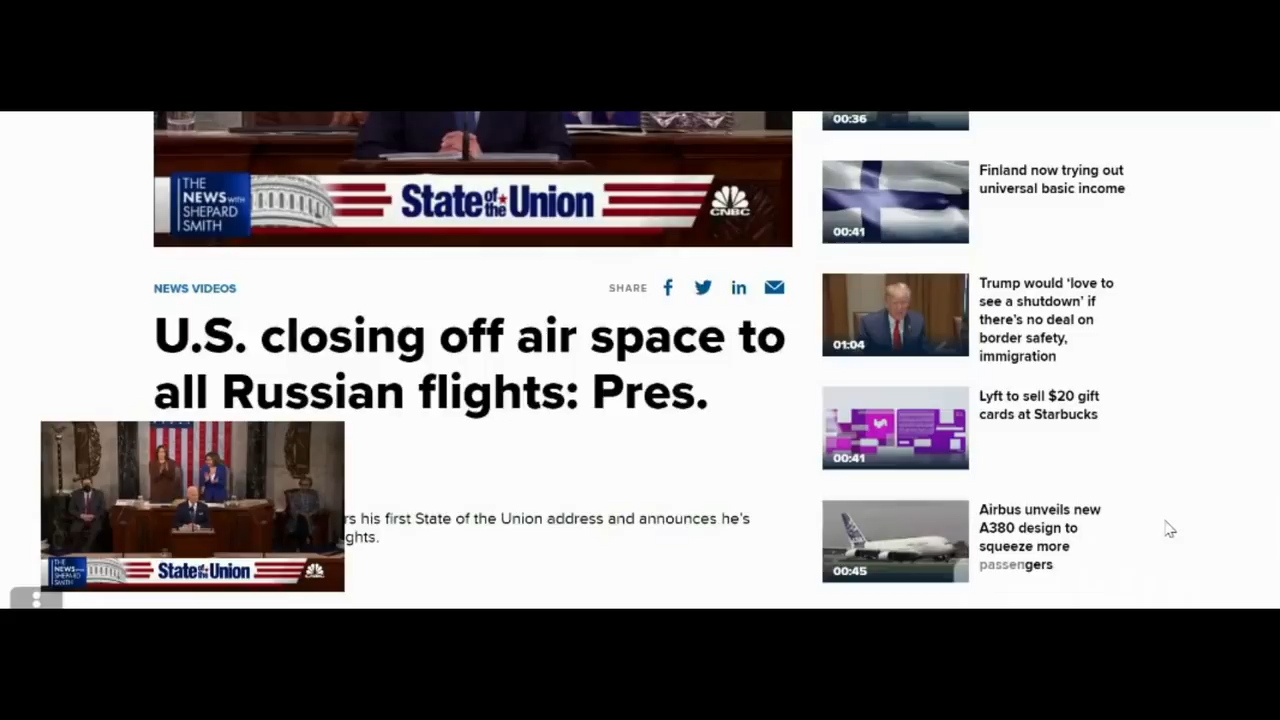 THE
NEWS WITH
SHEPARD
SMITH
State of the Union
CNBC
NEWS VIDEOS
SHARE
U.S. closing off air space to
all Russian flights: Pres.
rs his first State of the Union address and announces he's
ghts.
THE
NEWS
SHEPARD
SMITH
State of the Union
00:36
00:41
Finland now trying out
universal basic income
01:04
Trump would ‘love to
see a shutdown’ if
there’s no deal on
border safety,
immigration
00:41
Lyft to sell $20 gift
cards at Starbucks
00:45
Airbus unveils new
A380 design to
squeeze more
passengers